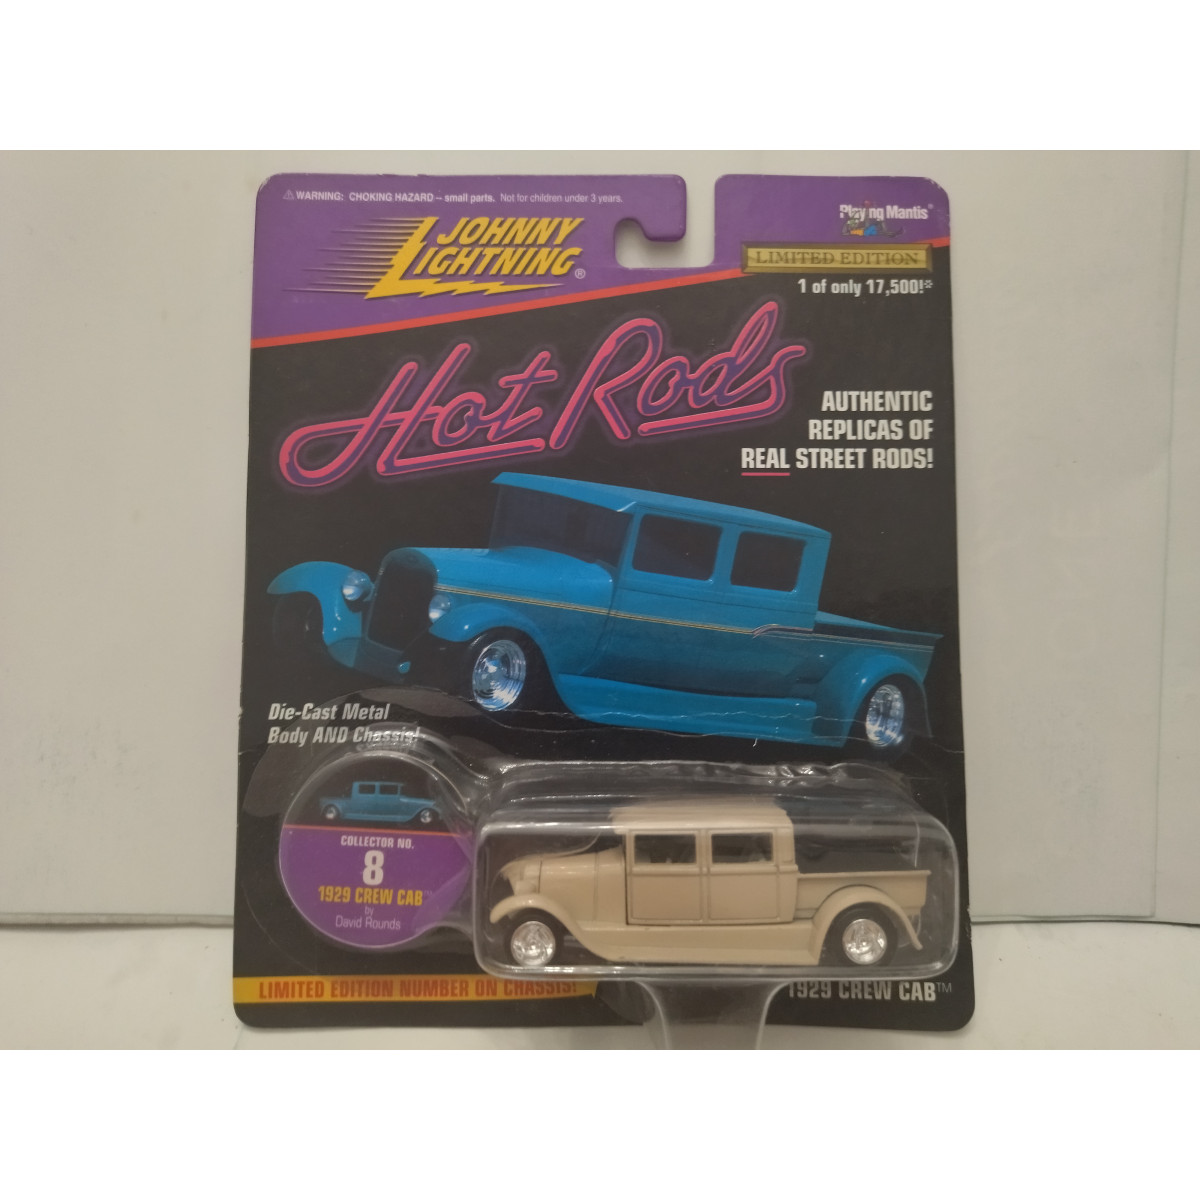 ⚠ WARNING: CHOKING HAZARD – small parts. Not for children under 3 years.
JOHNNY
LIGHTNING®
Playing Mantis®
LIMITED EDITION
1 of only 17,500!*
Hot Rods
AUTHENTIC
REPLICAS OF
REAL STREET RODS!
Die-Cast Metal
Body AND Chassis!
COLLECTOR NO.
8
1929 CREW CAB™
by
David Rounds
LIMITED EDITION NUMBER ON CHASSIS!
1929 CREW CAB™